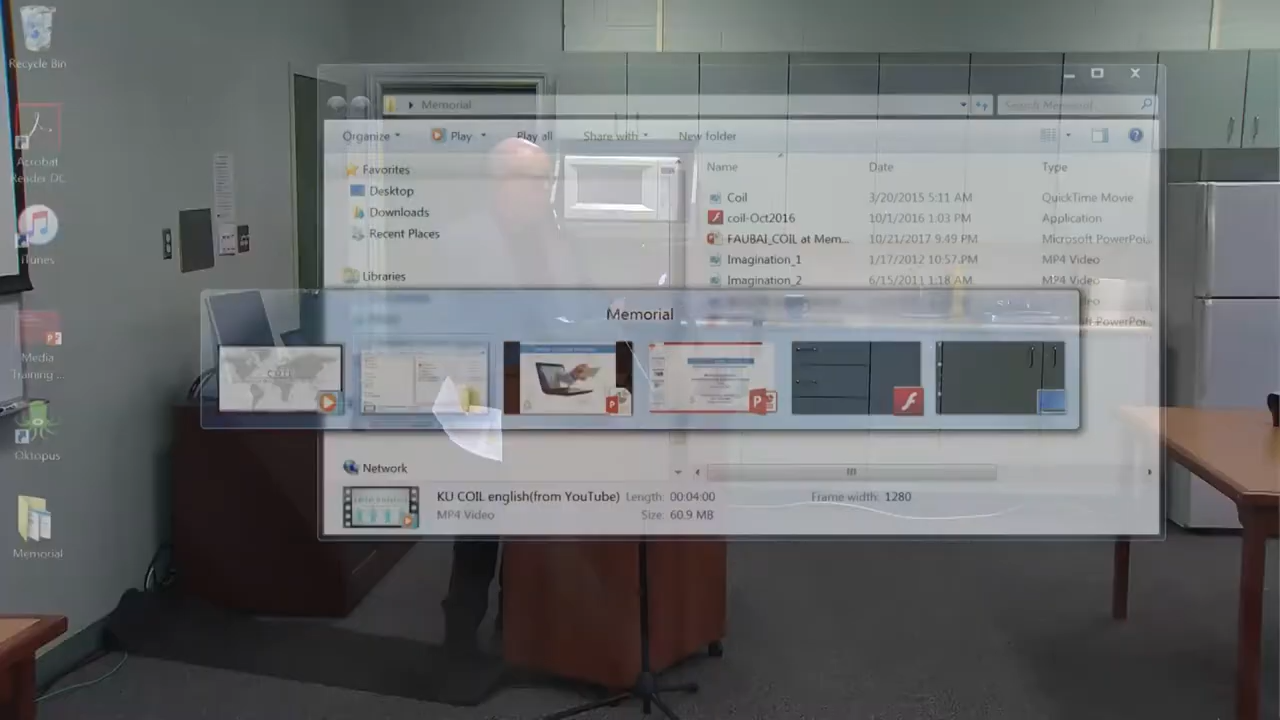 Recycle Bin
Memorial
Search Memorial
Organize
Play
Play all
Share with
New folder
Acrobat
Reader DC
Favorites
Desktop
Downloads
Recent Places
Libraries
Name
Date
Type
Coil
3/20/2015 5:11 AM
QuickTime Movie
coil-Oct2016
10/1/2016 1:03 PM
Application
FAUBAI_COIL at Mem...
10/21/2017 9:49 PM
Microsoft PowerPoi...
Imagination_1
1/17/2012 10:57 PM
MP4 Video
Imagination_2
6/15/2011 1:18 AM
MP4 Video
iTunes
Memorial
COIL
Media
Training ...
Oktopus
Network
KU COIL english(from YouTube)
Length: 00:04:00
Frame width: 1280
MP4 Video
Size: 60.9 MB
Memorial